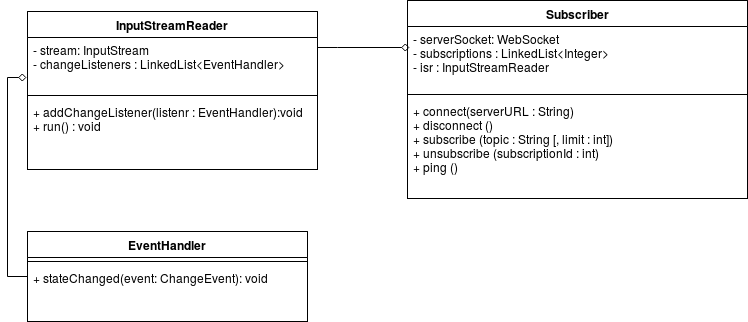 InputStreamReader
- stream: InputStream
- changeListeners : LinkedList<EventHandler>
+ addChangeListener(listenr : EventHandler):void
+ run() : void
Subscriber
- serverSocket: WebSocket
- subscriptions : LinkedList<Integer>
- isr : InputStreamReader
+ connect(serverURL : String)
+ disconnect ()
+ subscribe (topic : String [, limit : int])
+ unsubscribe (subscriptionId : int)
+ ping ()
EventHandler
+ stateChanged(event: ChangeEvent): void